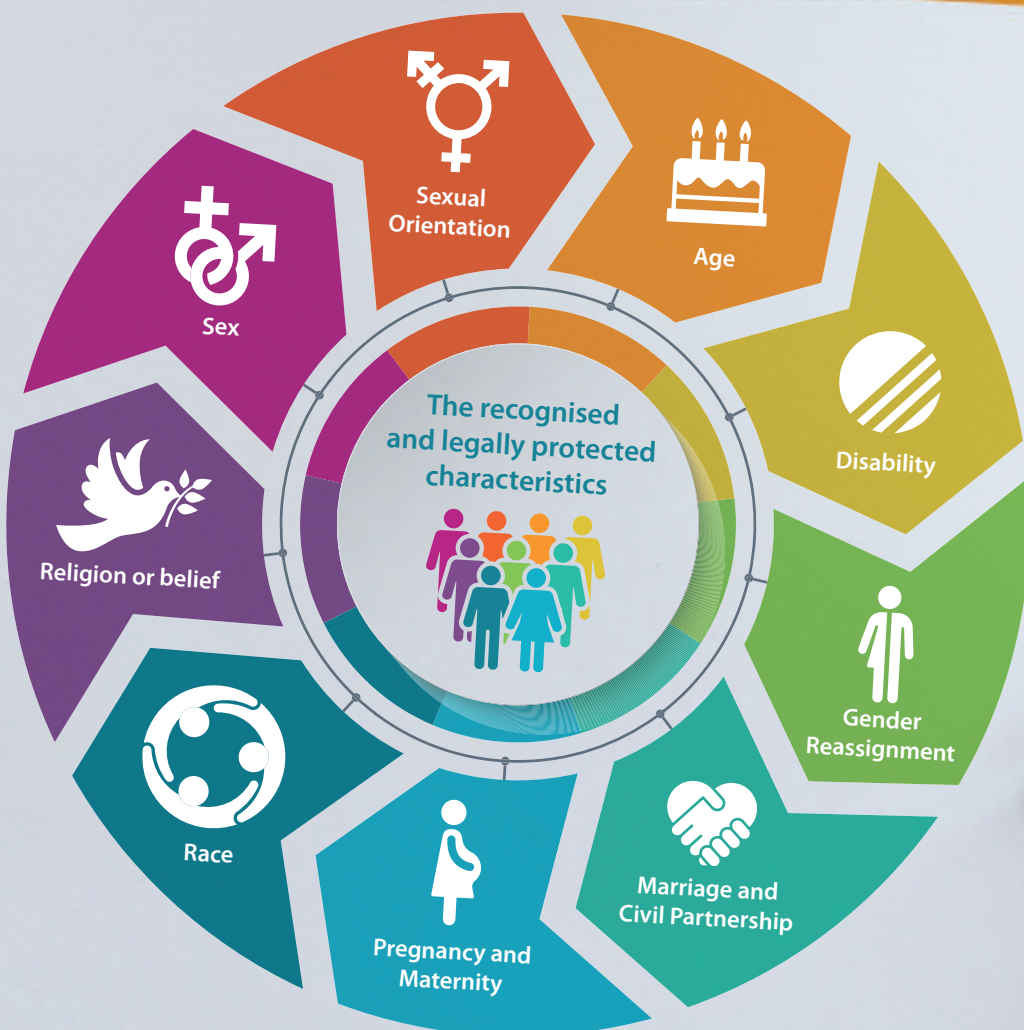 The recognised
and legally protected
characteristics
Age
Disability
Gender
Reassignment
Marriage and
Civil Partnership
Pregnancy and
Maternity
Race
Religion or belief
Sex
Sexual
Orientation